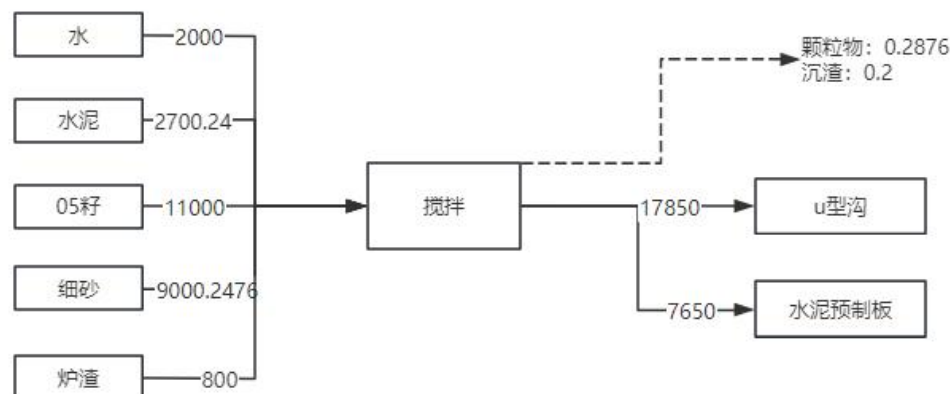 水
2000
水泥
2700.24
05籽
11000
细砂
9000.2476
炉渣
800
搅拌
颗粒物：0.2876
沉渣：0.2
17850
u型沟
7650
水泥预制板